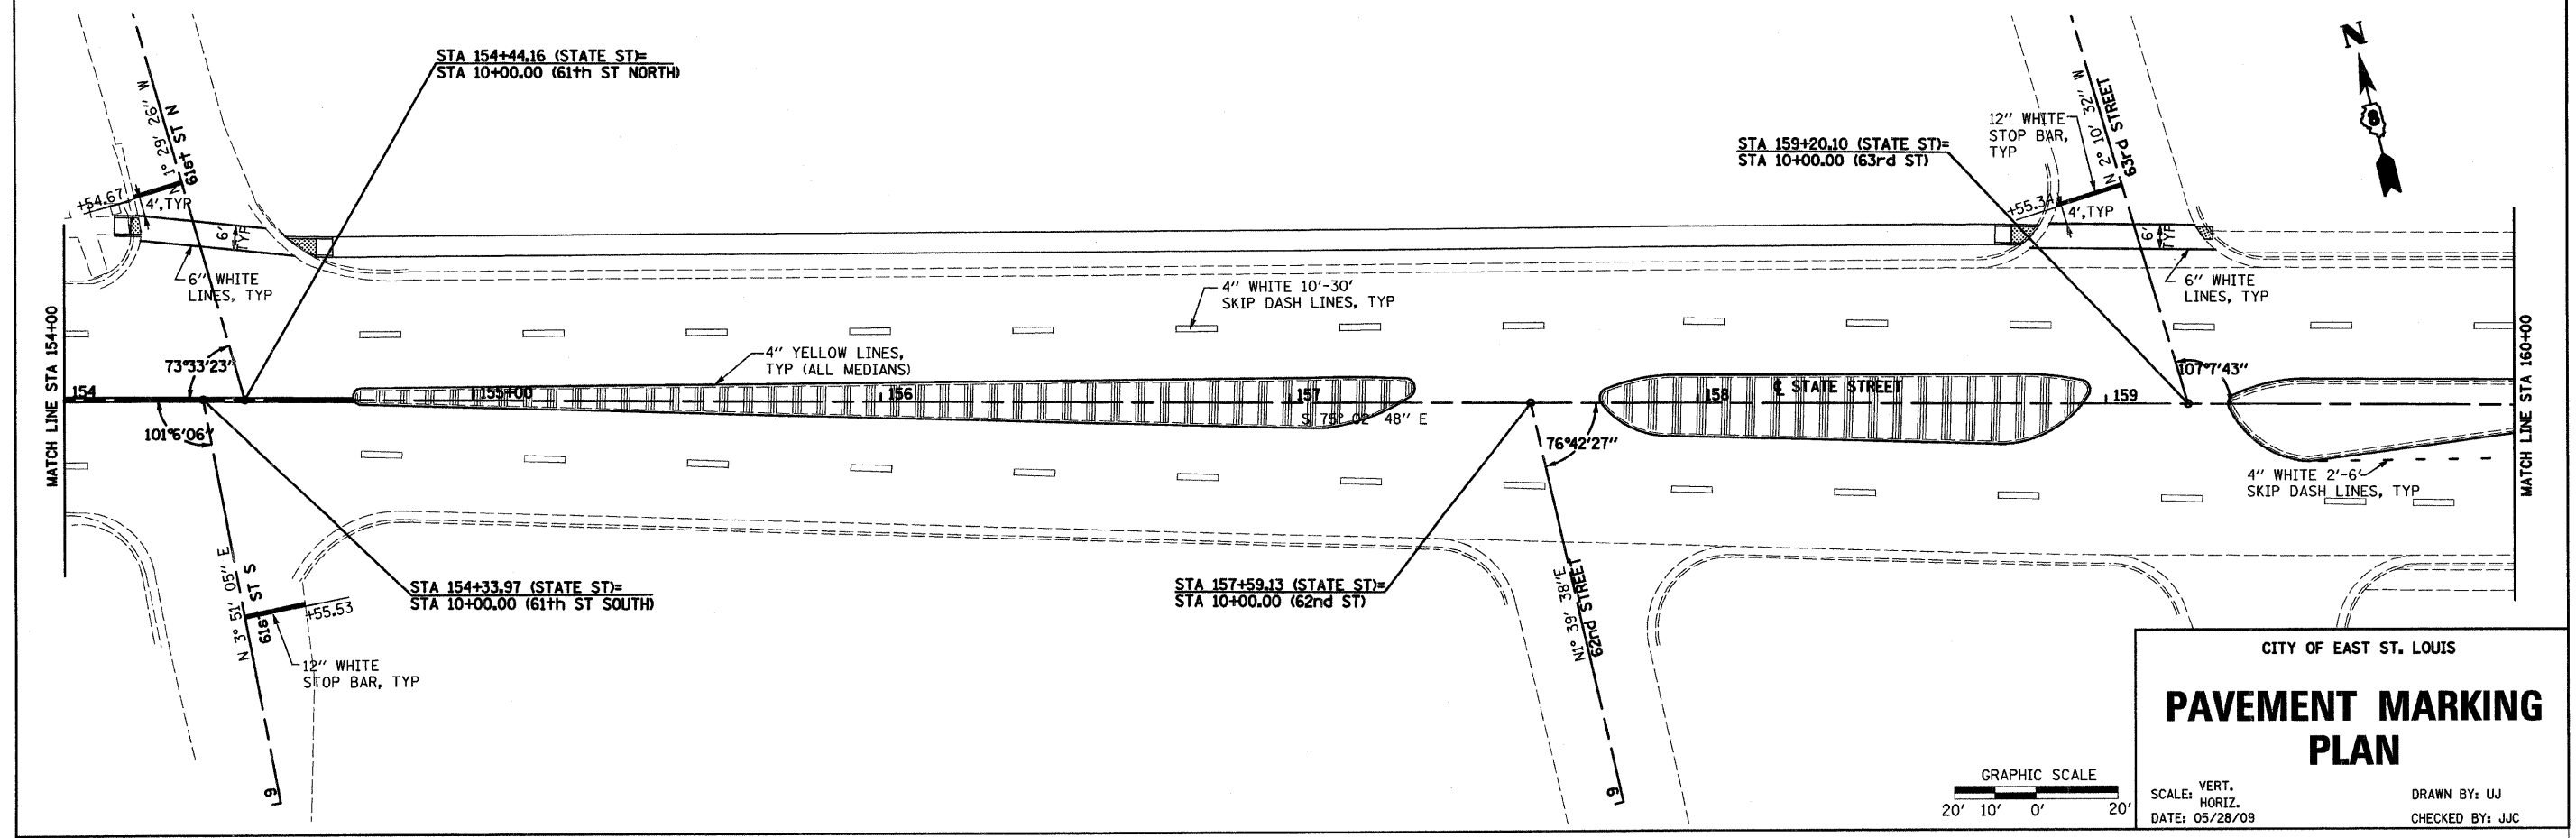 STA 154+44.16 (STATE ST)=
STA 10+00.00 (61th ST NORTH)
N 1° 29' 26" W
61st ST N
+54.67
4', TYP
6'
TYP
6" WHITE
LINES, TYP
MATCH LINE STA 154+00
73°33'23"
154
101°6'06"
4" YELLOW LINES,
TYP (ALL MEDIANS)
155+00
156
157
4" WHITE 10'-30'
SKIP DASH LINES, TYP
S 75° 02' 48" E
STA 154+33.97 (STATE ST)=
STA 10+00.00 (61th ST SOUTH)
N 3° 51' 05" E
61st ST S
+55.53
12" WHITE
STOP BAR, TYP
9
STA 157+59.13 (STATE ST)=
STA 10+00.00 (62nd ST)
76°42'27"
N1° 39' 38"E
62nd STREET
9
STA 159+20.10 (STATE ST)=
STA 10+00.00 (63rd ST)
12" WHITE
STOP BAR,
TYP
N 2° 10' 32" W
63rd STREET
+55.34
4', TYP
6'
TYP
6" WHITE
LINES, TYP
107°7'43"
158
℄ STATE STREET
159
4" WHITE 2'-6'
SKIP DASH LINES, TYP
MATCH LINE STA 160+00
N
GRAPHIC SCALE
20' 10' 0' 20'
CITY OF EAST ST. LOUIS
PAVEMENT MARKING
PLAN
SCALE: VERT.
HORIZ.
DATE: 05/28/09
DRAWN BY: UJ
CHECKED BY: JJC